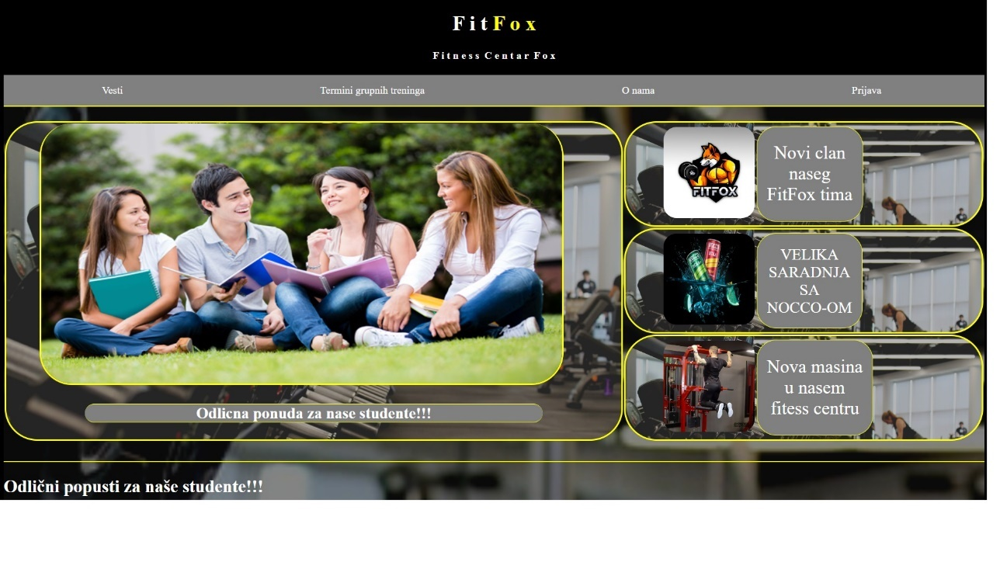 FitFox
Fitness Centar Fox
Vesti
Termini grupnih treninga
O nama
Prijava
Odlicna ponuda za nase studente!!!
FITFOX
Novi clan
naseg
FitFox tima
VELIKA
SARADNJA
SA
NOCCO-OM
Nova masina
u nasem
fitess centru
Odlični popusti za naše studente!!!